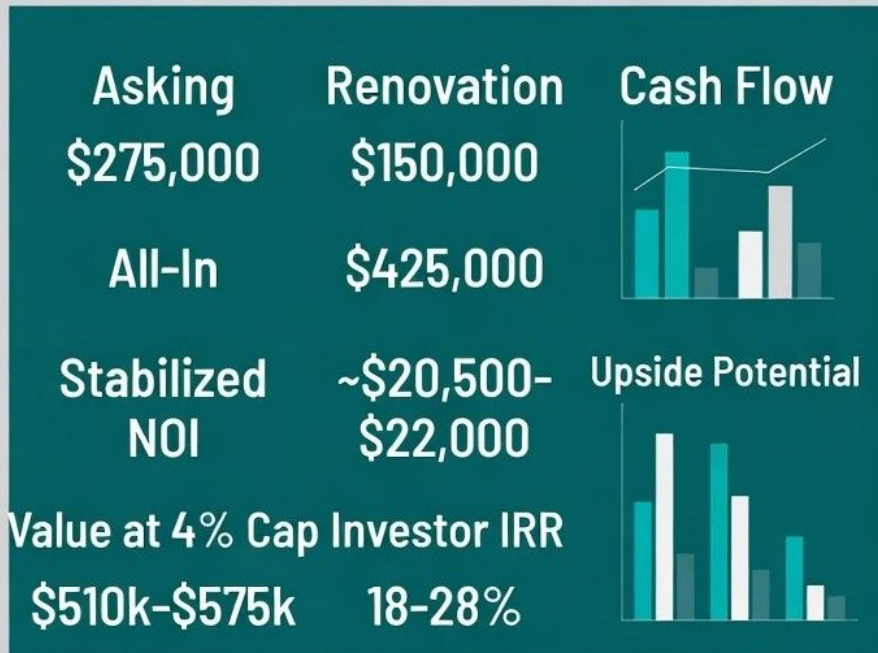 Asking Renovation Cash Flow
$275,000 $150,000
All-In $425,000
Stabilized ~$20,500- Upside Potential
NOI $22,000
Value at 4% Cap Investor IRR
$510k-$575k 18-28%